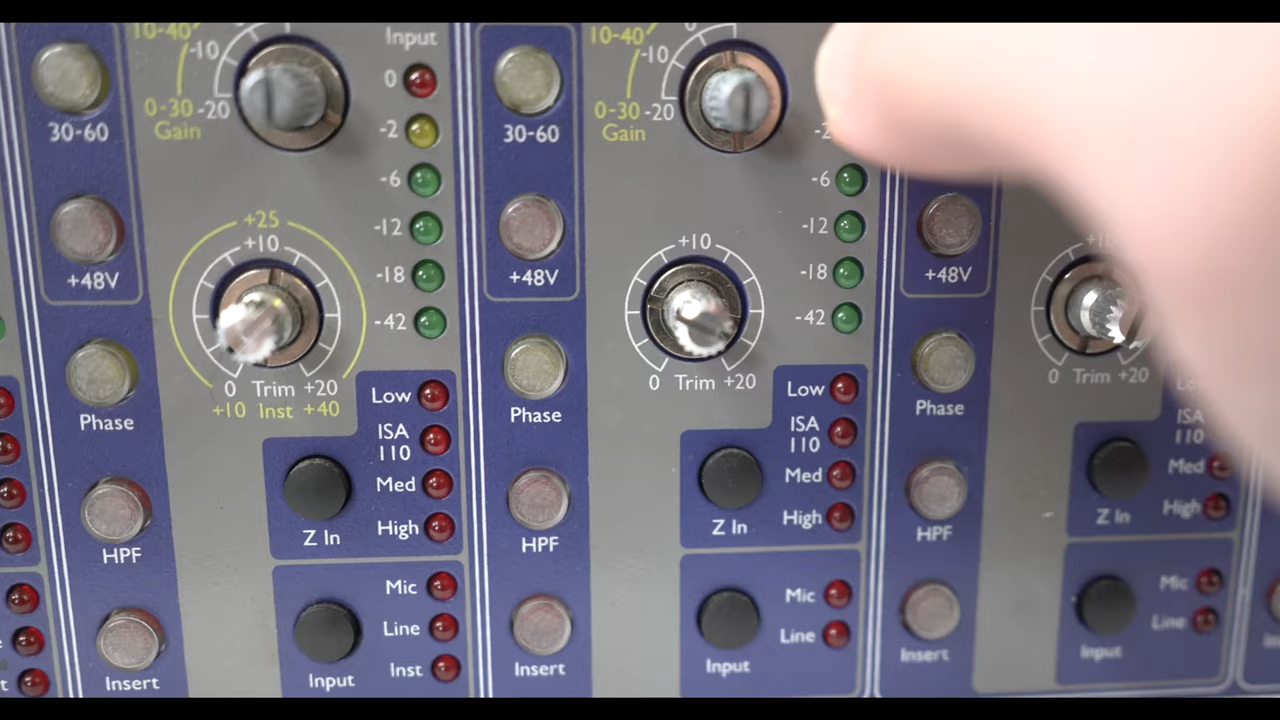 10-40
-10
0-30 -20
Gain
Input
0
-2
-6
-12
-18
-42
30-60
+48V
Phase
HPF
Insert
+25
+10
0 Trim +20
+10 Inst +40
Low
ISA
110
Med
High
Z In
Mic
Line
Inst
Input
30-60
+48V
Phase
HPF
Insert
10-40
-10
0-30 -20
Gain
-6
-12
-18
-42
+10
0 Trim +20
Low
ISA
110
Med
High
Z In
Mic
Line
Input
+48V
Phase
HPF
Insert
+10
0 Trim +20
ISA
110
Med
High
Z In
Mic
Line
Input